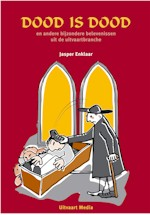 DOOD IS DOOD
en andere bijzondere belevenissen
uit de uitvaartbranche
Jasper Enklaar
Uitvaart Media